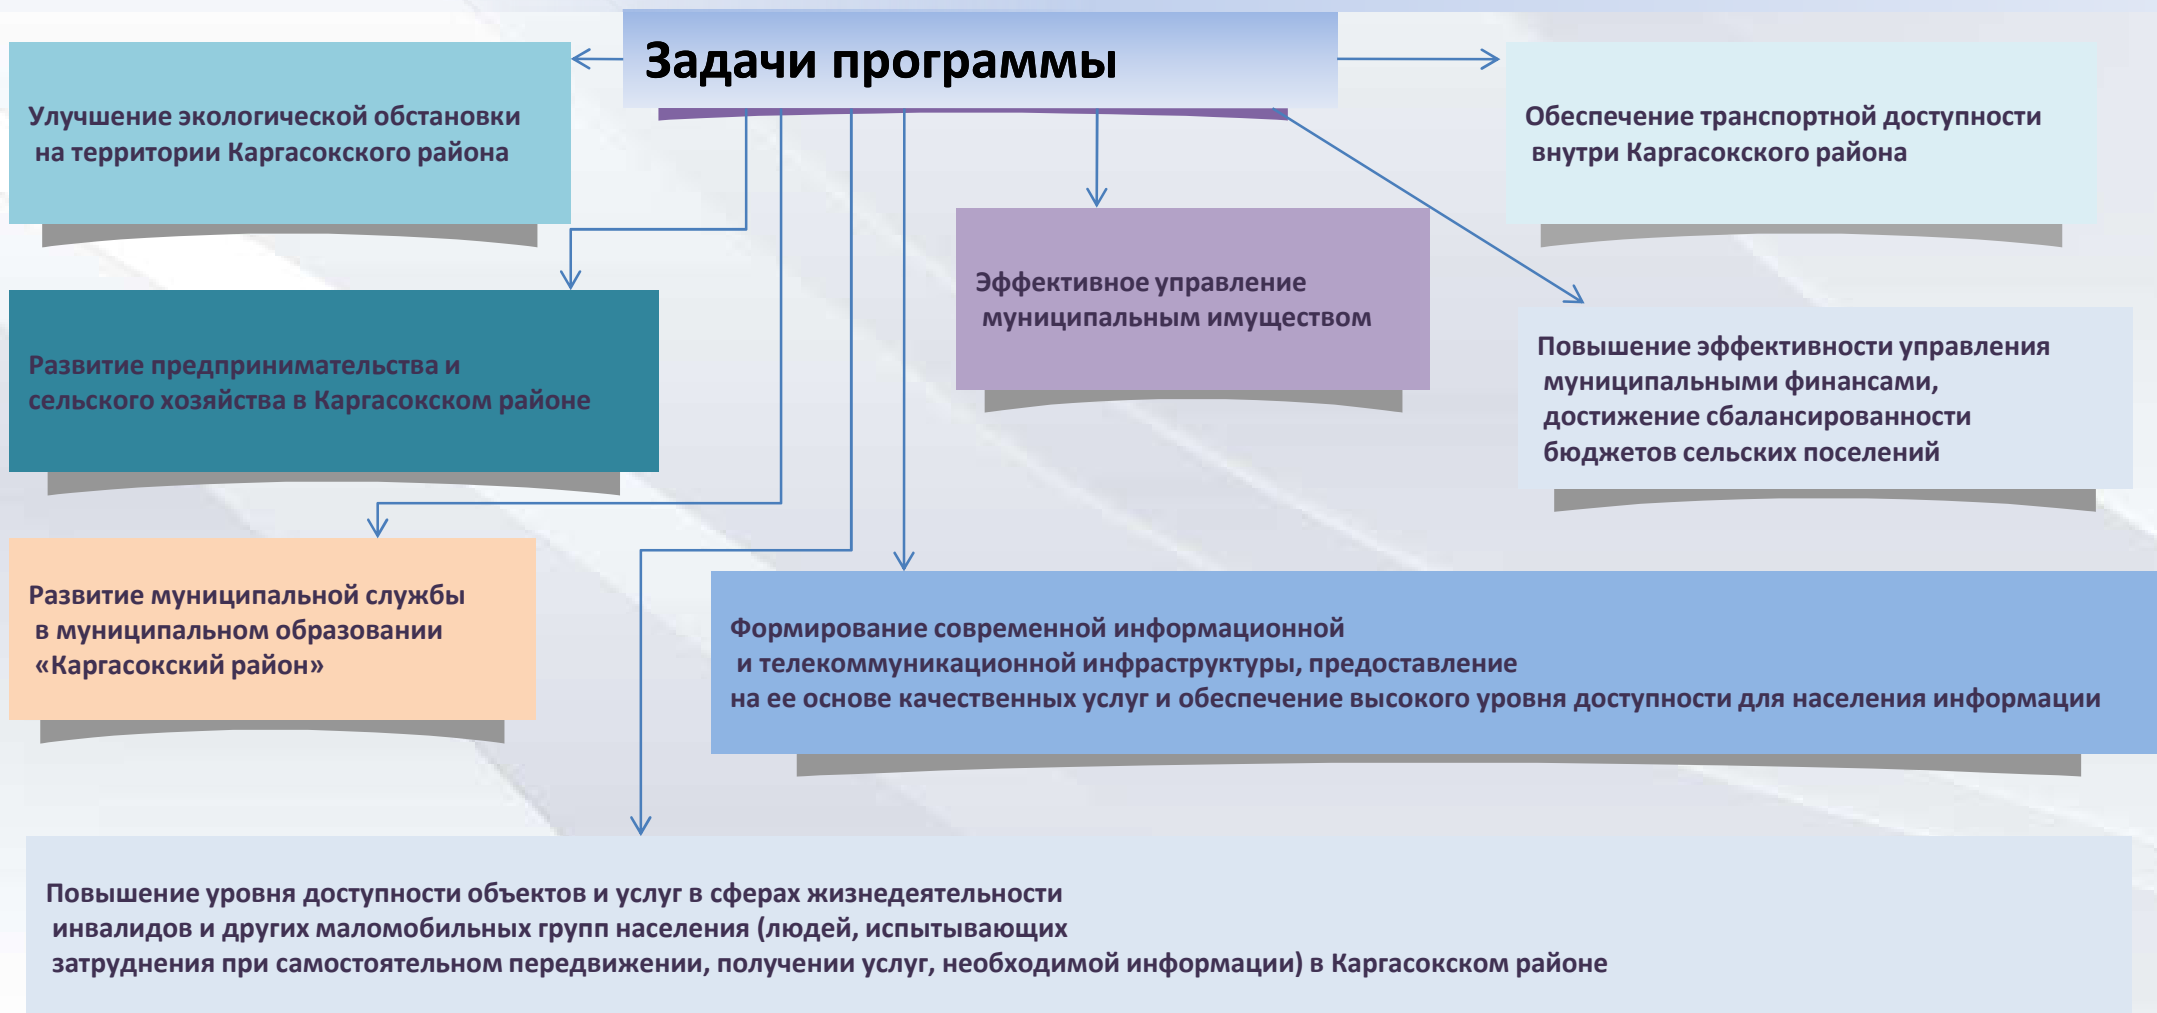 Задачи программы
Улучшение экологической обстановки
на территории Каргасокского района
Обеспечение транспортной доступности
внутри Каргасокского района
Эффективное управление
муниципальным имуществом
Развитие предпринимательства и
сельского хозяйства в Каргасокском районе
Повышение эффективности управления
муниципальными финансами,
достижение сбалансированности
бюджетов сельских поселений
Развитие муниципальной службы
в муниципальном образовании
«Каргасокский район»
Формирование современной информационной
и телекоммуникационной инфраструктуры, предоставление
на ее основе качественных услуг и обеспечение высокого уровня доступности для населения информации
Повышение уровня доступности объектов и услуг в сферах жизнедеятельности
инвалидов и других маломобильных групп населения (людей, испытывающих
затруднения при самостоятельном передвижении, получении услуг, необходимой информации) в Каргасокском районе